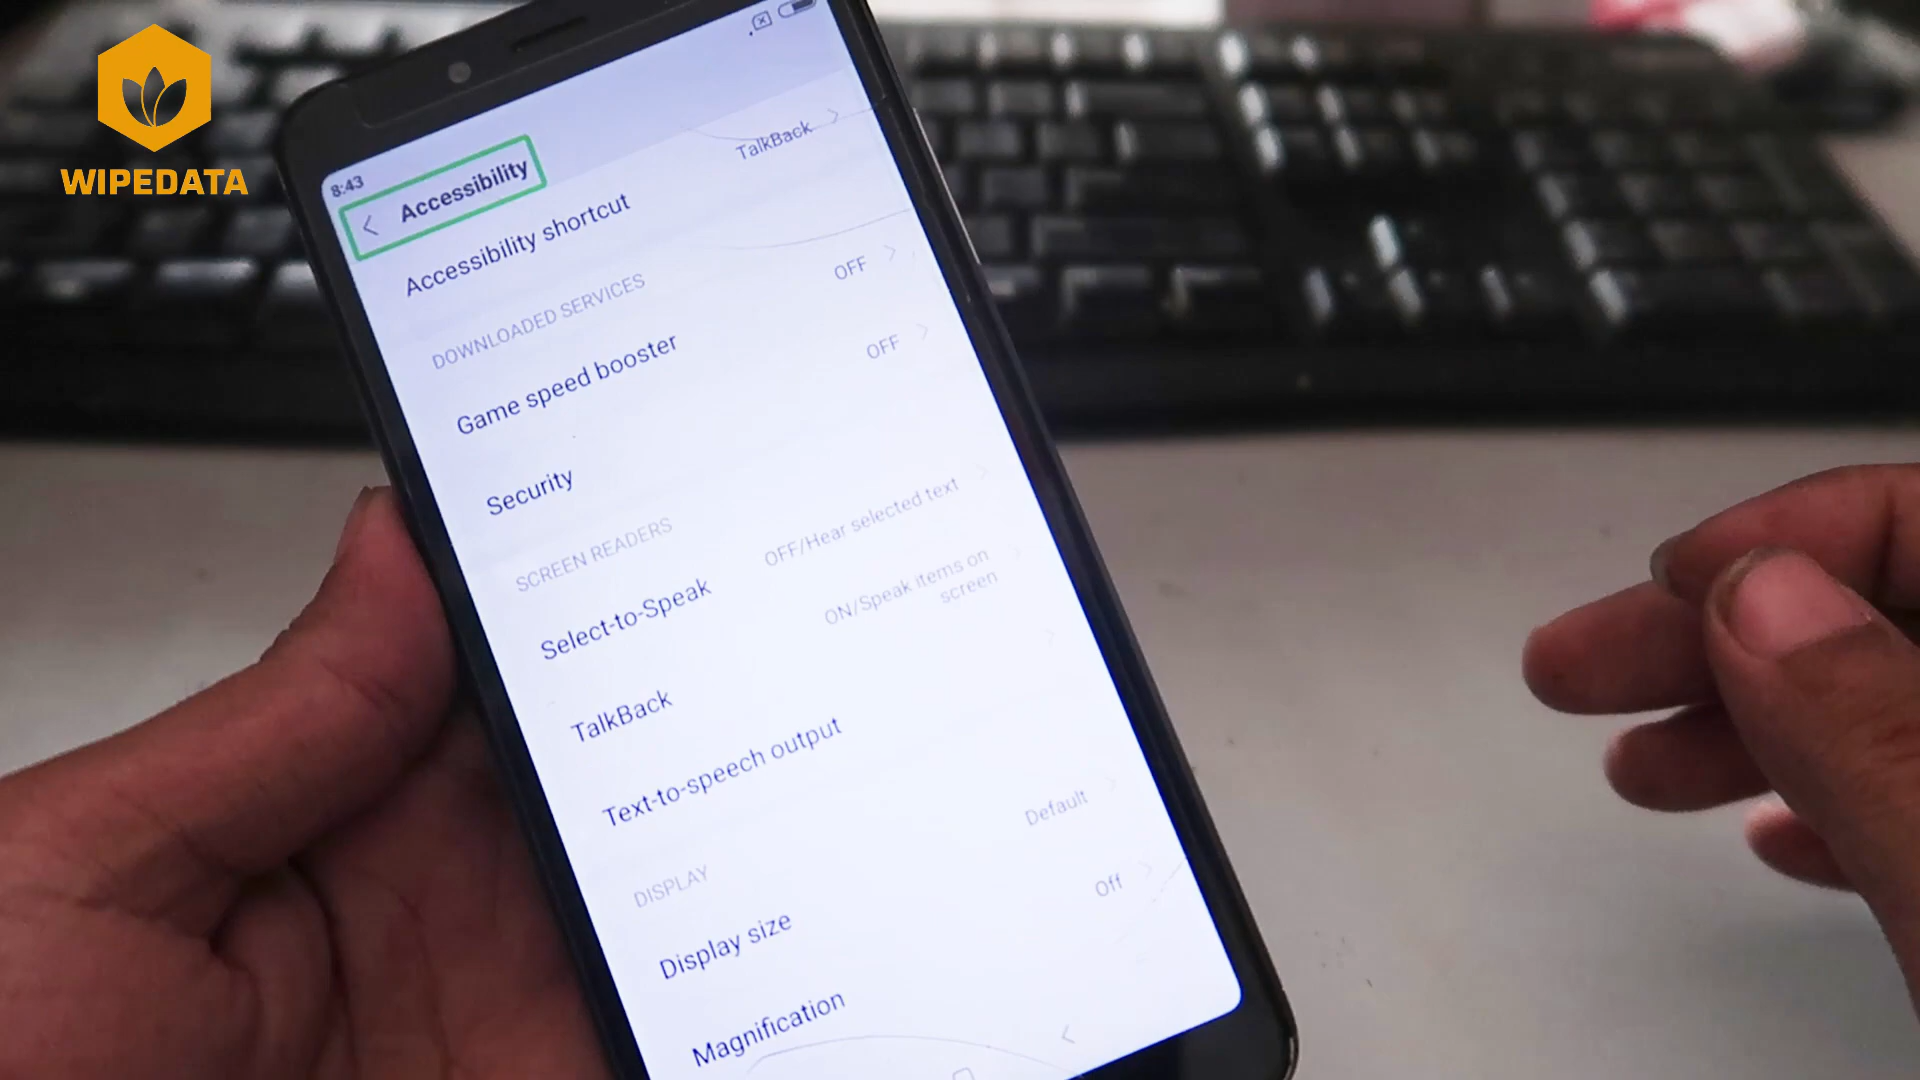 WIPEDATA
8:43
Accessibility
Accessibility shortcut
TalkBack
DOWNLOADED SERVICES
Game speed booster
OFF
Security
OFF
SCREEN READERS
Select-to-Speak
OFF/Hear selected text
TalkBack
ON/Speak items on
screen
Text-to-speech output
DISPLAY
Display size
Default
Magnification
Off